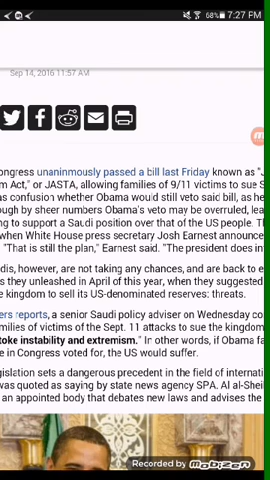 68% 7:27 PM
Sep 14, 2016 11:57 AM
ongress unaninmously passed a bill last Friday known as "J
m Act," or JASTA, allowing families of 9/11 victims to sue S
as confusion whether Obama would still veto said bill, as he
ough by sheer numbers Obama's veto may be overruled, lea
ng to support a Saudi position over that of the US people. Th
when White House press secretary Josh Earnest announce
"That is still the plan," Earnest said. "The president does in
dis, however, are not taking any chances, and are back to e
s they unleashed in April of this year, when they suggested
e kingdom to sell its US-denominated reserves: threats.
ers reports, a senior Saudi policy adviser on Wednesday co
amilies of victims of the Sept. 11 attacks to sue the kingdom
toke instability and extremism." In other words, if Obama fa
e in Congress voted for, the US would suffer.
gislation sets a dangerous precedent in the field of internati
was quoted as saying by state news agency SPA. Al al-Shei
an appointed body that debates new laws and advises the
Recorded by mobizen